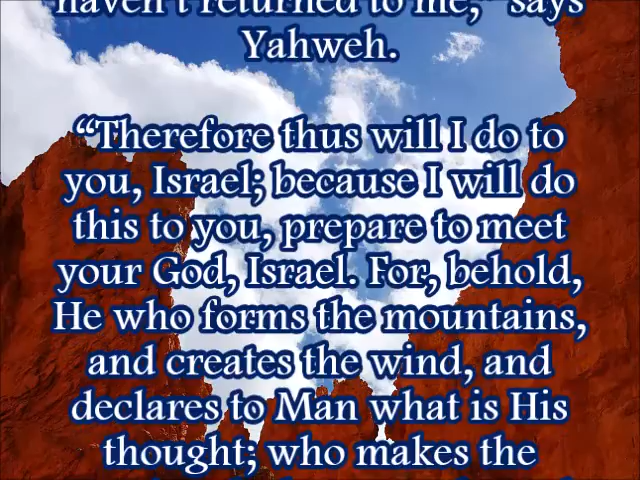 haven't returned to me," says
Yahweh.
“Therefore thus will I do to
you, Israel; because I will do
this to you, prepare to meet
your God, Israel. For, behold,
He who forms the mountains,
and creates the wind, and
declares to Man what is His
thought; who makes the